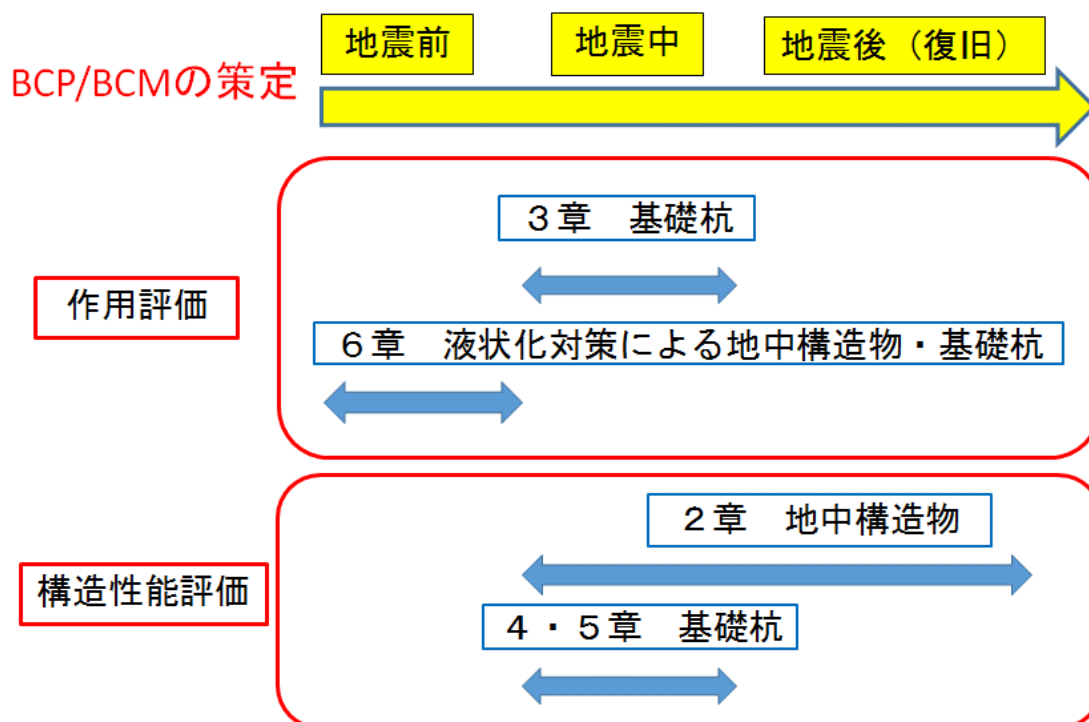 地震前
地震中
地震後（復旧）
BCP/BCMの策定
３章　基礎杭
作用評価
６章　液状化対策による地中構造物・基礎杭
２章　地中構造物
構造性能評価
４・５章　基礎杭